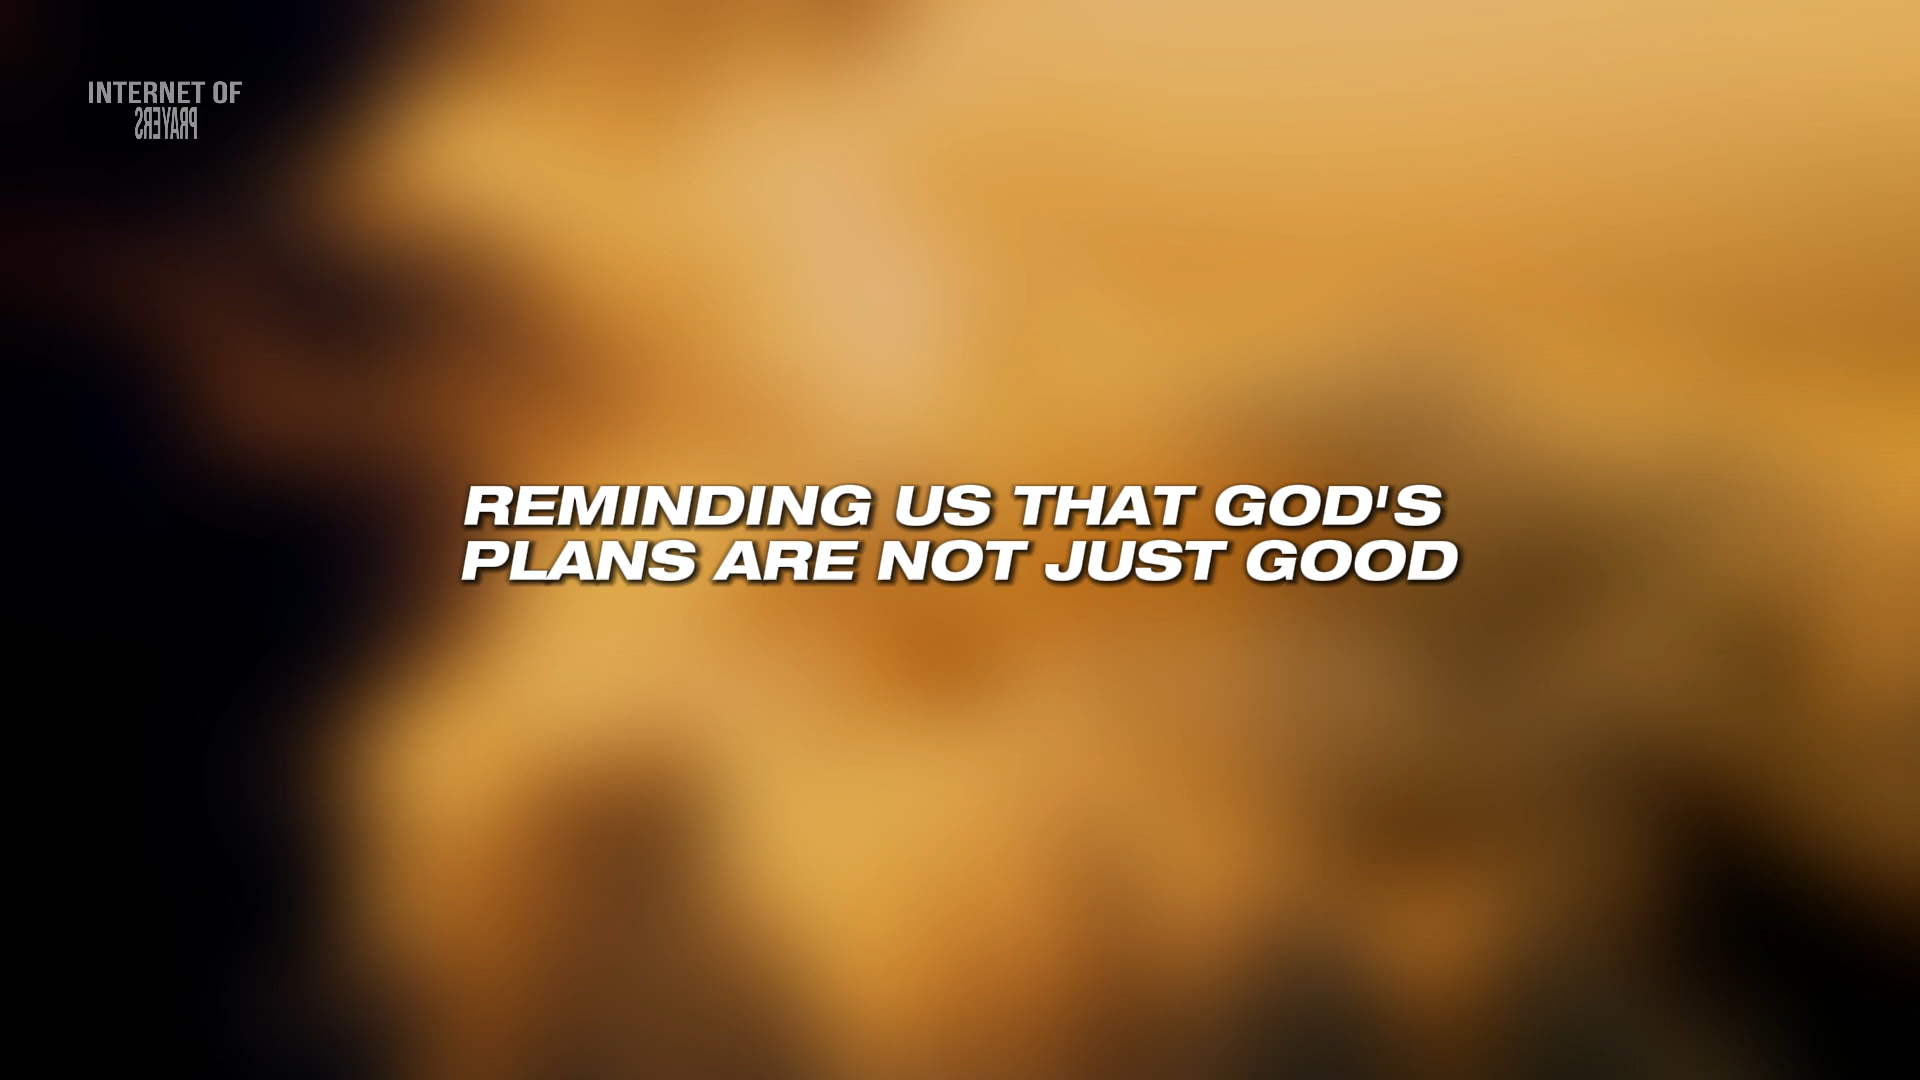 INTERNET OF
PRAYERS
REMINDING US THAT GOD'S
PLANS ARE NOT JUST GOOD